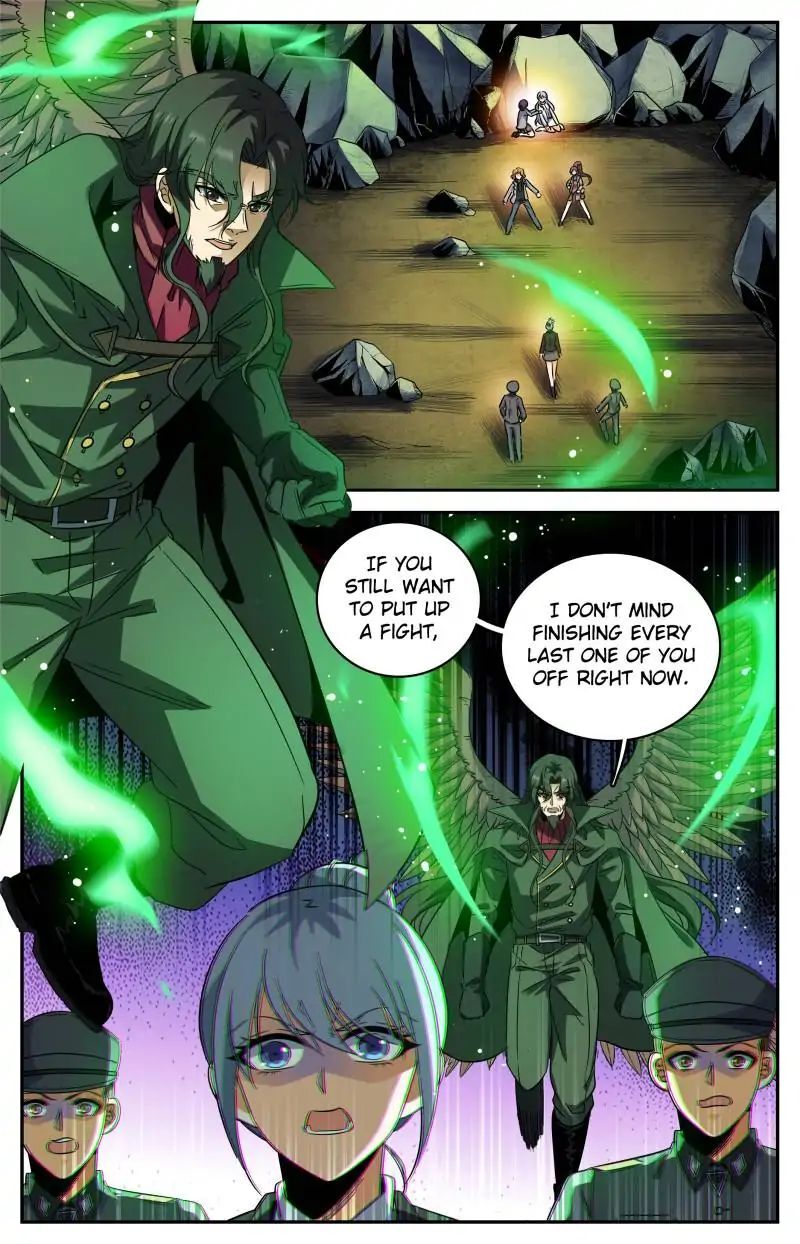 IF YOU
STILL WANT
TO PUT UP
A FIGHT,
I DON'T MIND
FINISHING EVERY
LAST ONE OF YOU
OFF RIGHT NOW.